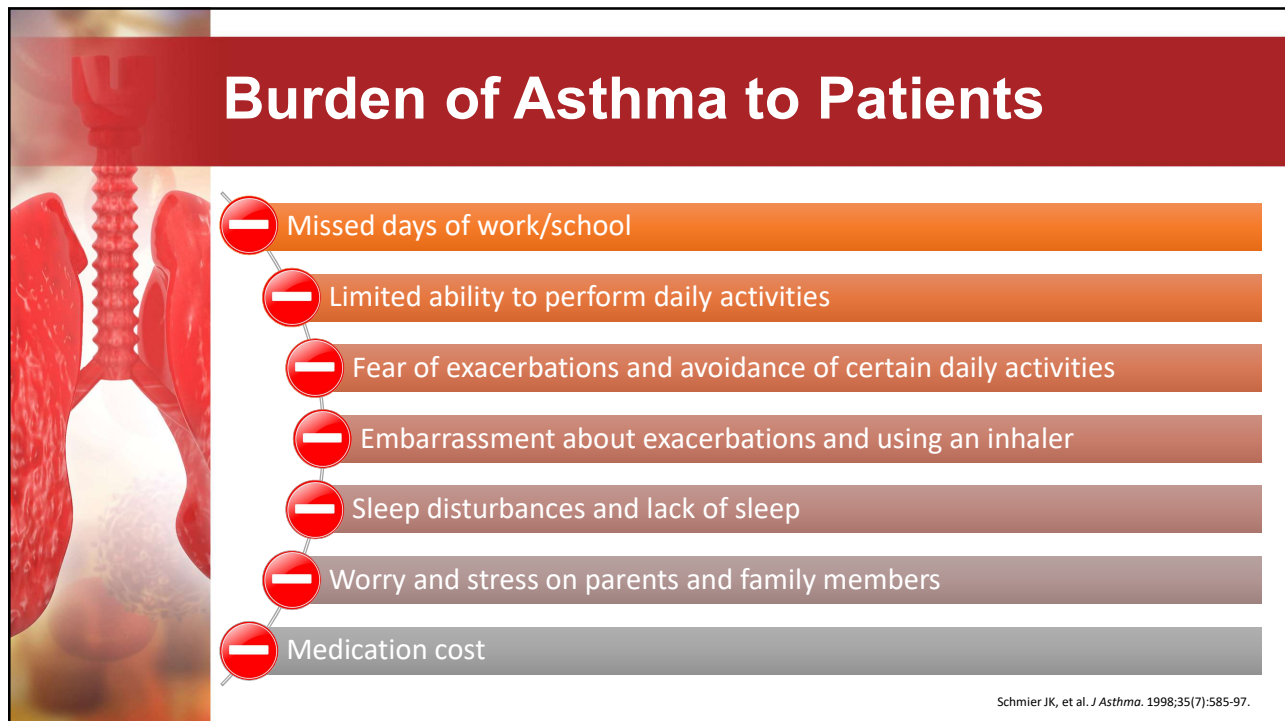 Burden of Asthma to Patients
Missed days of work/school
Limited ability to perform daily activities
Fear of exacerbations and avoidance of certain daily activities
Embarrassment about exacerbations and using an inhaler
Sleep disturbances and lack of sleep
Worry and stress on parents and family members
Medication cost
Schmier JK, et al. J Asthma. 1998;35(7):585-97.